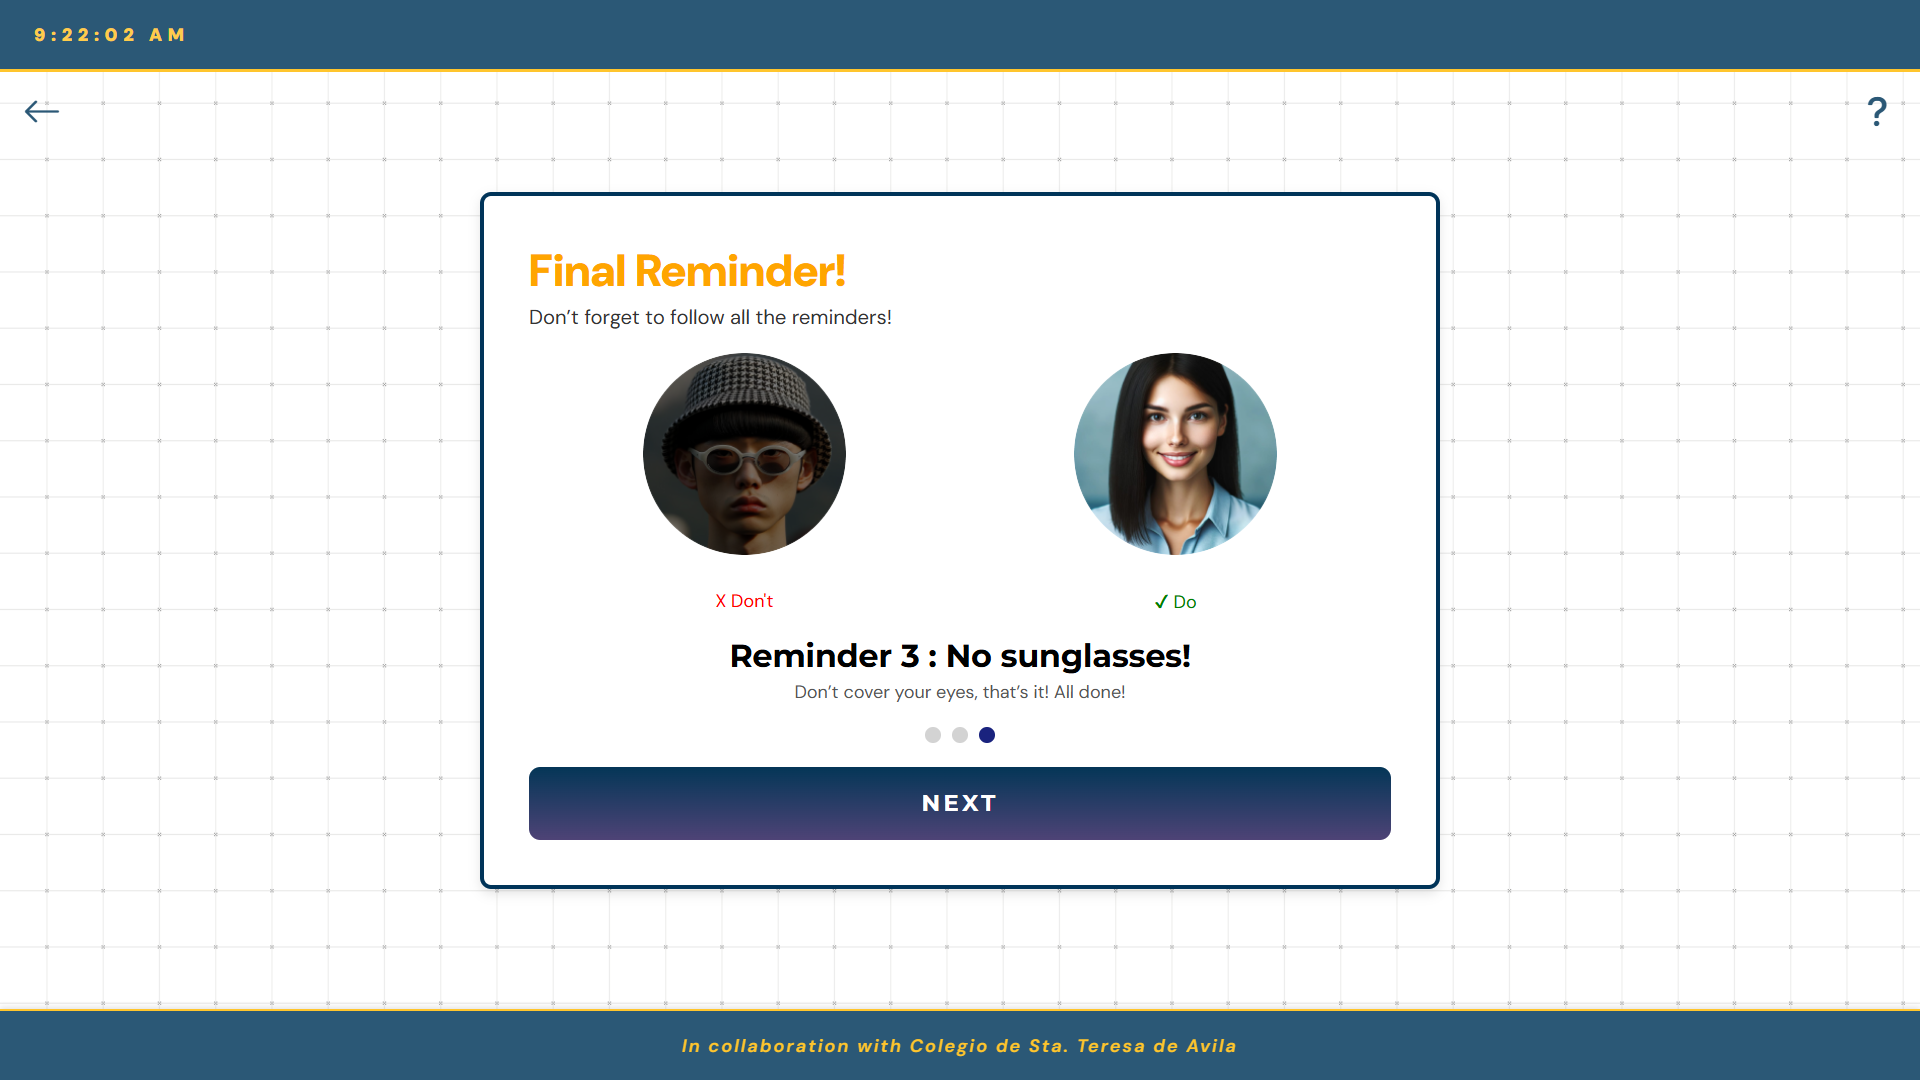 9:22:02 AM
?
Final Reminder!
Don’t forget to follow all the reminders!
X Don't
✓ Do
Reminder 3 : No sunglasses!
Don’t cover your eyes, that’s it! All done!
NEXT
In collaboration with Colegio de Sta. Teresa de Avila